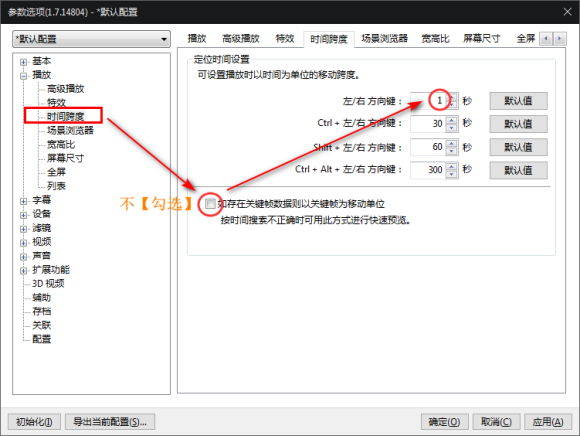 参数选项(1.7.14804) - *默认配置
*默认配置
播放 高级播放 特效 时间跨度 场景浏览器 宽高比 屏幕尺寸 全屏
基本
播放
高级播放
特效
时间跨度
场景浏览器
宽高比
屏幕尺寸
全屏
列表
字幕
设备
滤镜
视频
声音
扩展功能
3D 视频
辅助
存档
关联
配置
定位时间设置
可设置播放时以时间为单位的移动跨度。
左/右 方向键： 1 秒 默认值
Ctrl + 左/右 方向键： 30 秒 默认值
Shift + 左/右 方向键： 60 秒 默认值
Ctrl + Alt + 左/右 方向键： 300 秒 默认值
不【勾选】
如存在关键帧数据则以关键帧为移动单位
按时间搜索不正确时可用此方式进行快速预览。
初始化(I) 导出当前配置(S)... 确定(O) 取消(C) 应用(A)